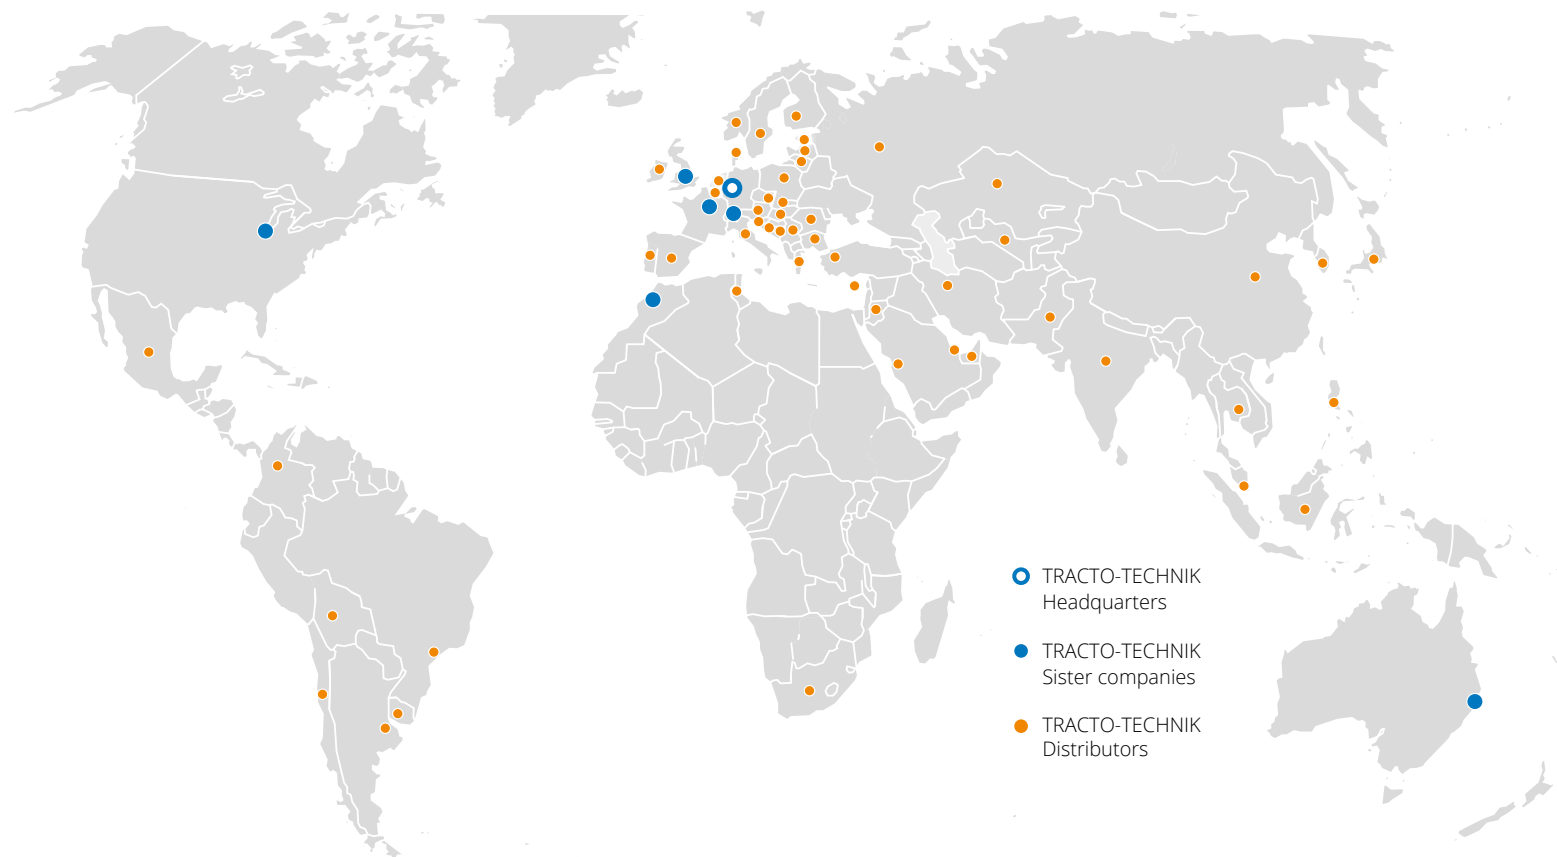 TRACTO-TECHNIK
Headquarters
TRACTO-TECHNIK
Sister companies
TRACTO-TECHNIK
Distributors